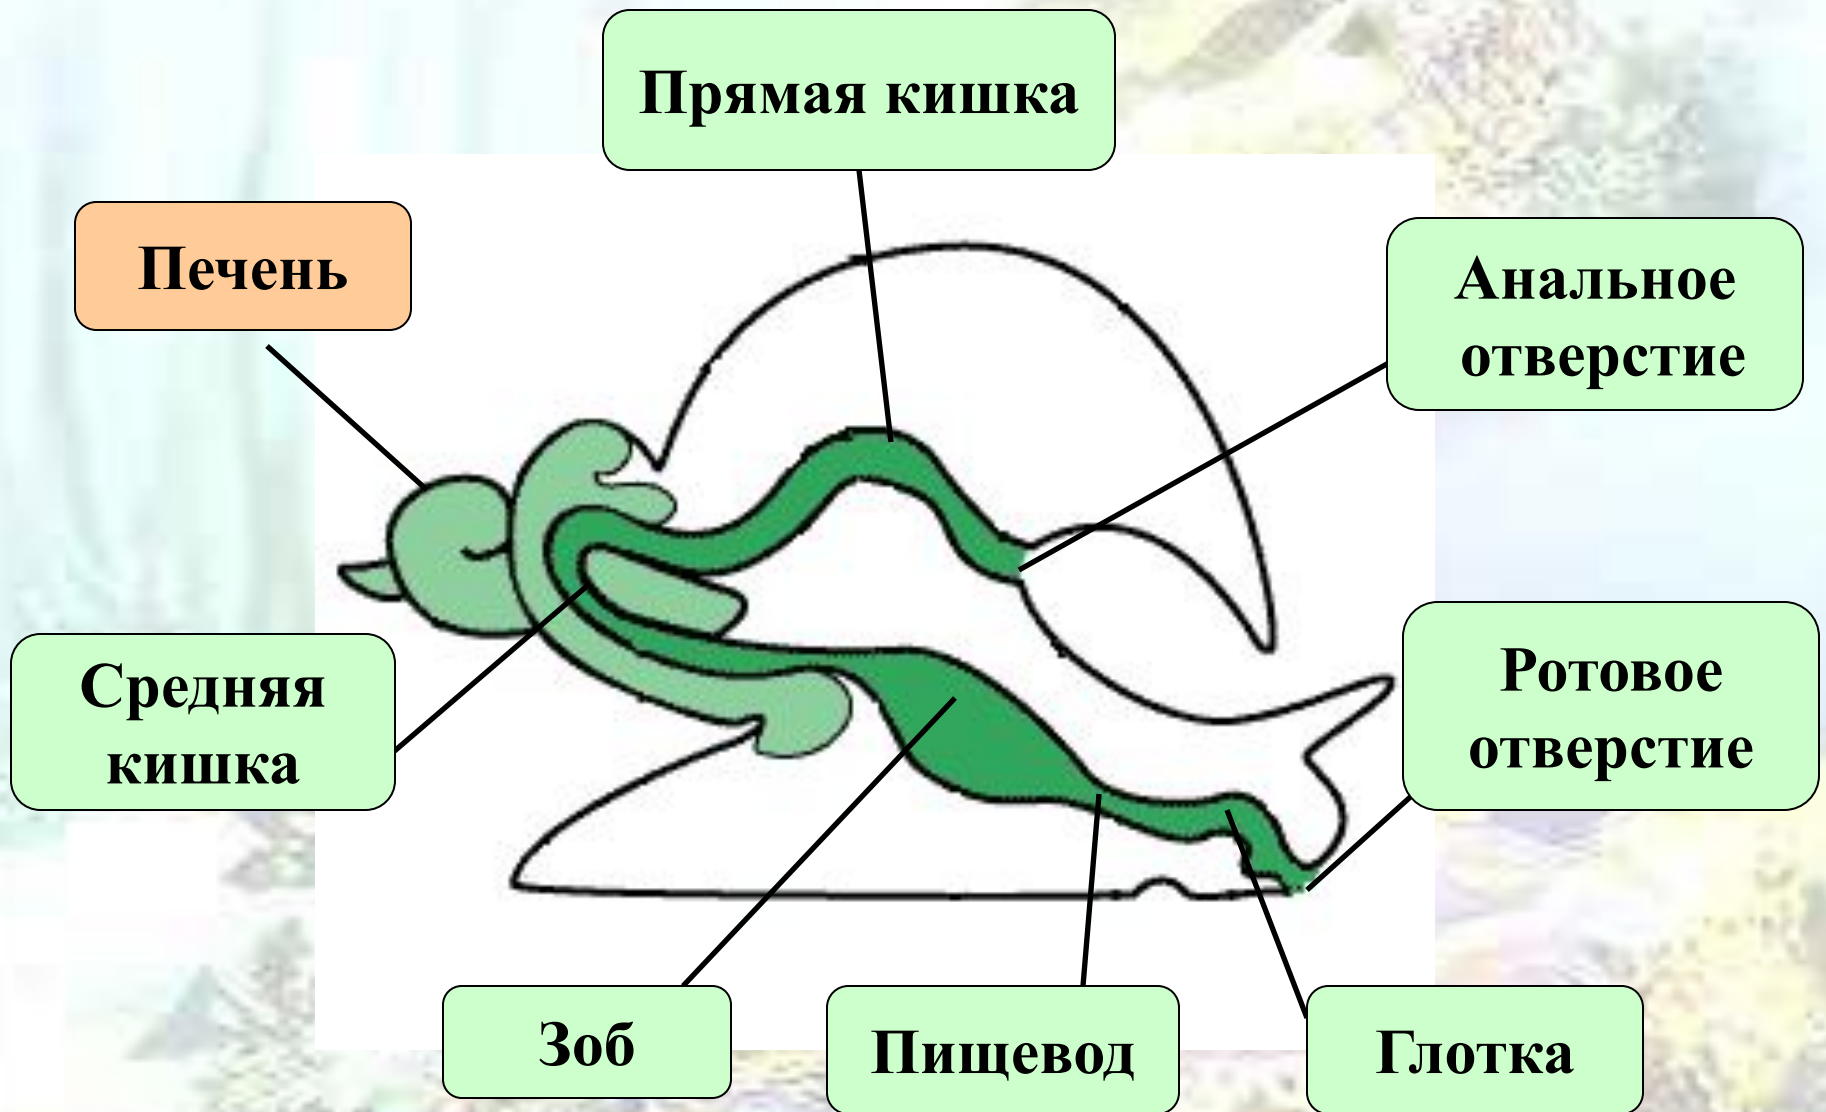 Прямая кишка
Печень
Анальное
отверстие
Средняя
кишка
Ротовое
отверстие
Зоб
Пищевод
Глотка